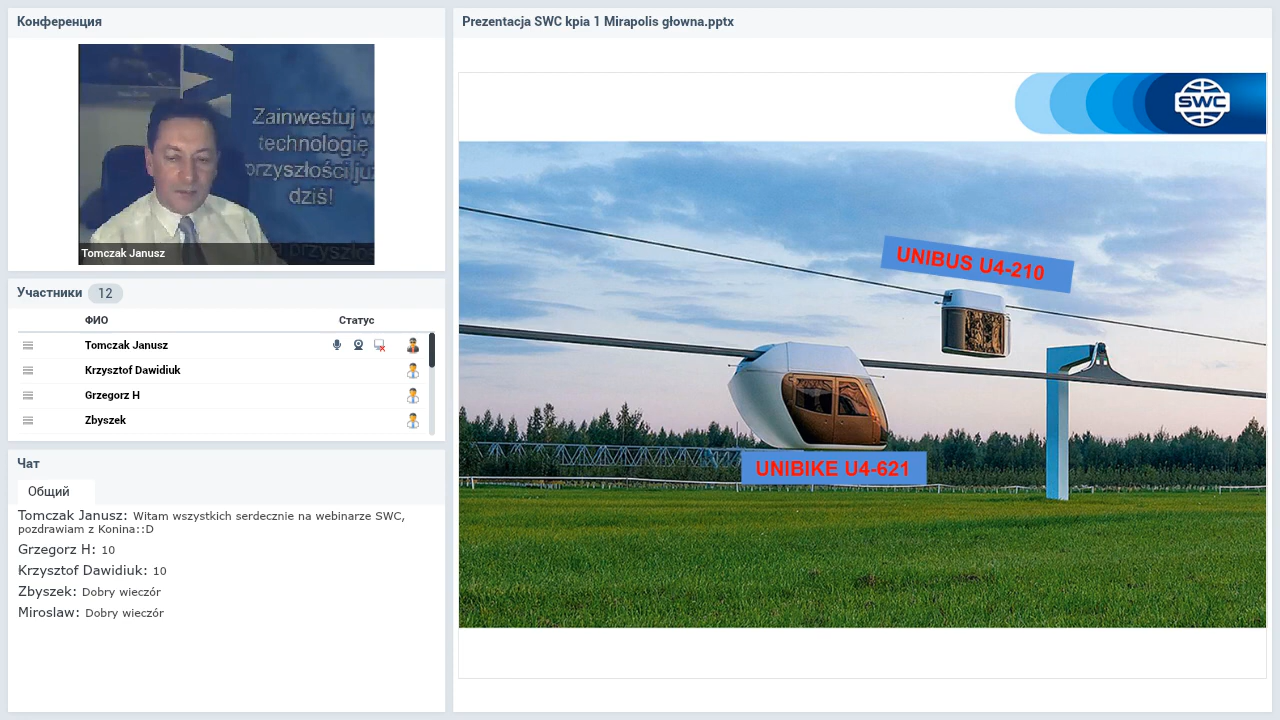 Конференция
Zainwestuj w
technologię
przyszłości już
dziś!
Tomczak Janusz
Участники 12
ФИО Статус
Tomczak Janusz
Krzysztof Dawidiuk
Grzegorz H
Zbyszek
Чат
Общий
Tomczak Janusz: Witam wszystkich serdecznie na webinarze SWC,
pozdrawiam z Konina::D
Grzegorz H: 10
Krzysztof Dawidiuk: 10
Zbyszek: Dobry wieczór
Miroslaw: Dobry wieczór
Prezentacja SWC kpia 1 Mirapolis głowna.pptx
SWC
UNIBUS U4-210
UNIBIKE U4-621